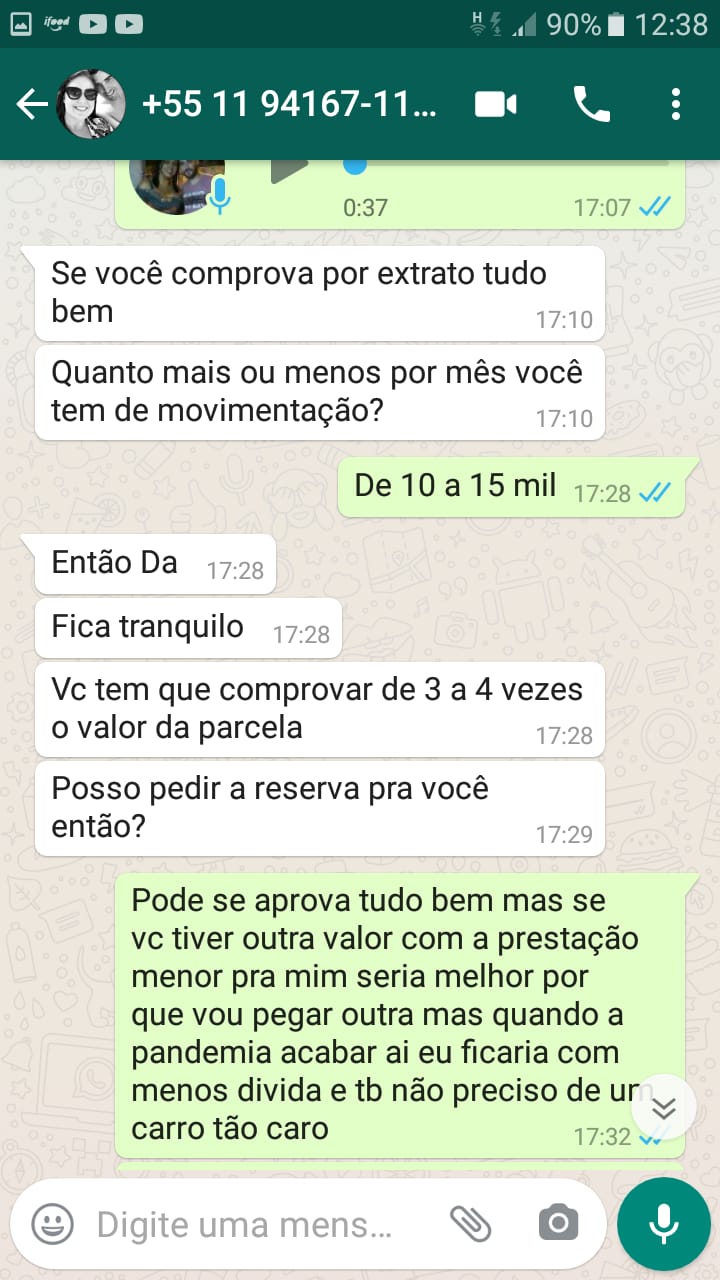 ifood
H
90%
12:38
+55 11 94167-11...
0:37
17:07
Se você comprova por extrato tudo
bem
17:10
Quanto mais ou menos por mês você
tem de movimentação?
17:10
De 10 a 15 mil
17:28
Então Da
17:28
Fica tranquilo
17:28
Vc tem que comprovar de 3 a 4 vezes
o valor da parcela
17:28
Posso pedir a reserva pra você
então?
17:29
Pode se aprova tudo bem mas se
vc tiver outra valor com a prestação
menor pra mim seria melhor por
que vou pegar outra mas quando a
pandemia acabar ai eu ficaria com
menos divida e tb não preciso de um
carro tão caro
17:32
Digite uma mens...